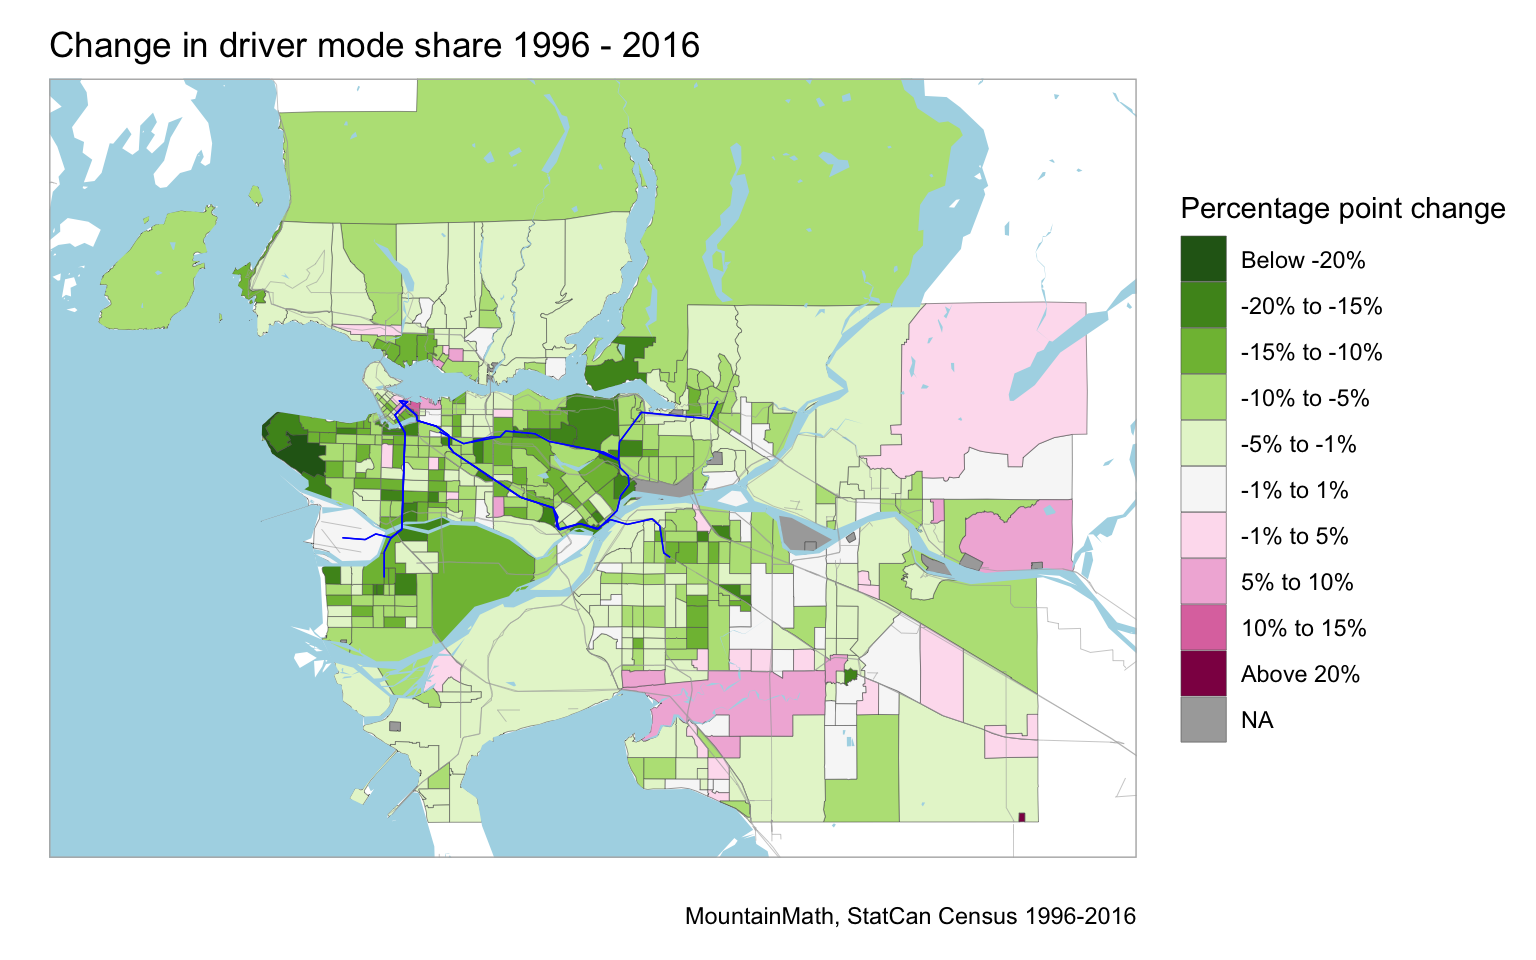 Change in driver mode share 1996 - 2016
Percentage point change
Below -20%
-20% to -15%
-15% to -10%
-10% to -5%
-5% to -1%
-1% to 1%
-1% to 5%
5% to 10%
10% to 15%
Above 20%
NA
MountainMath, StatCan Census 1996-2016